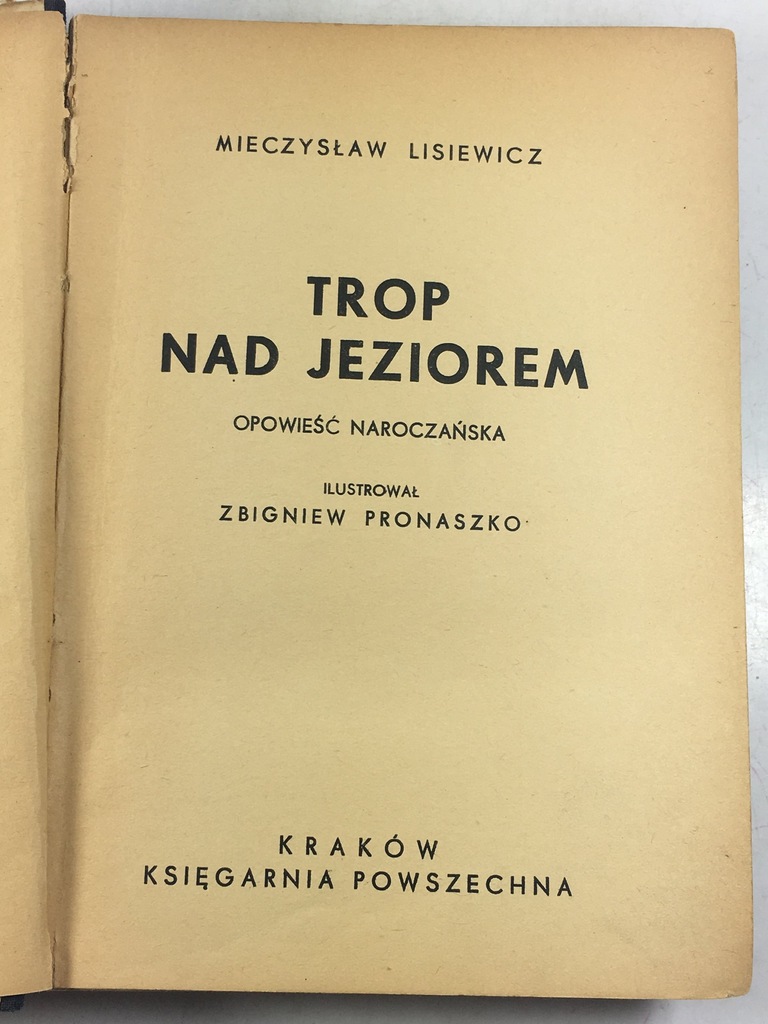 MIECZYSŁAW LISIEWICZ
TROP
NAD JEZIOREM
OPOWIEŚĆ NAROCZAŃSKA
ILUSTROWAŁ
ZBIGNIEW PRONASZKO
KRAKÓW
KSIĘGARNIA POWSZECHNA